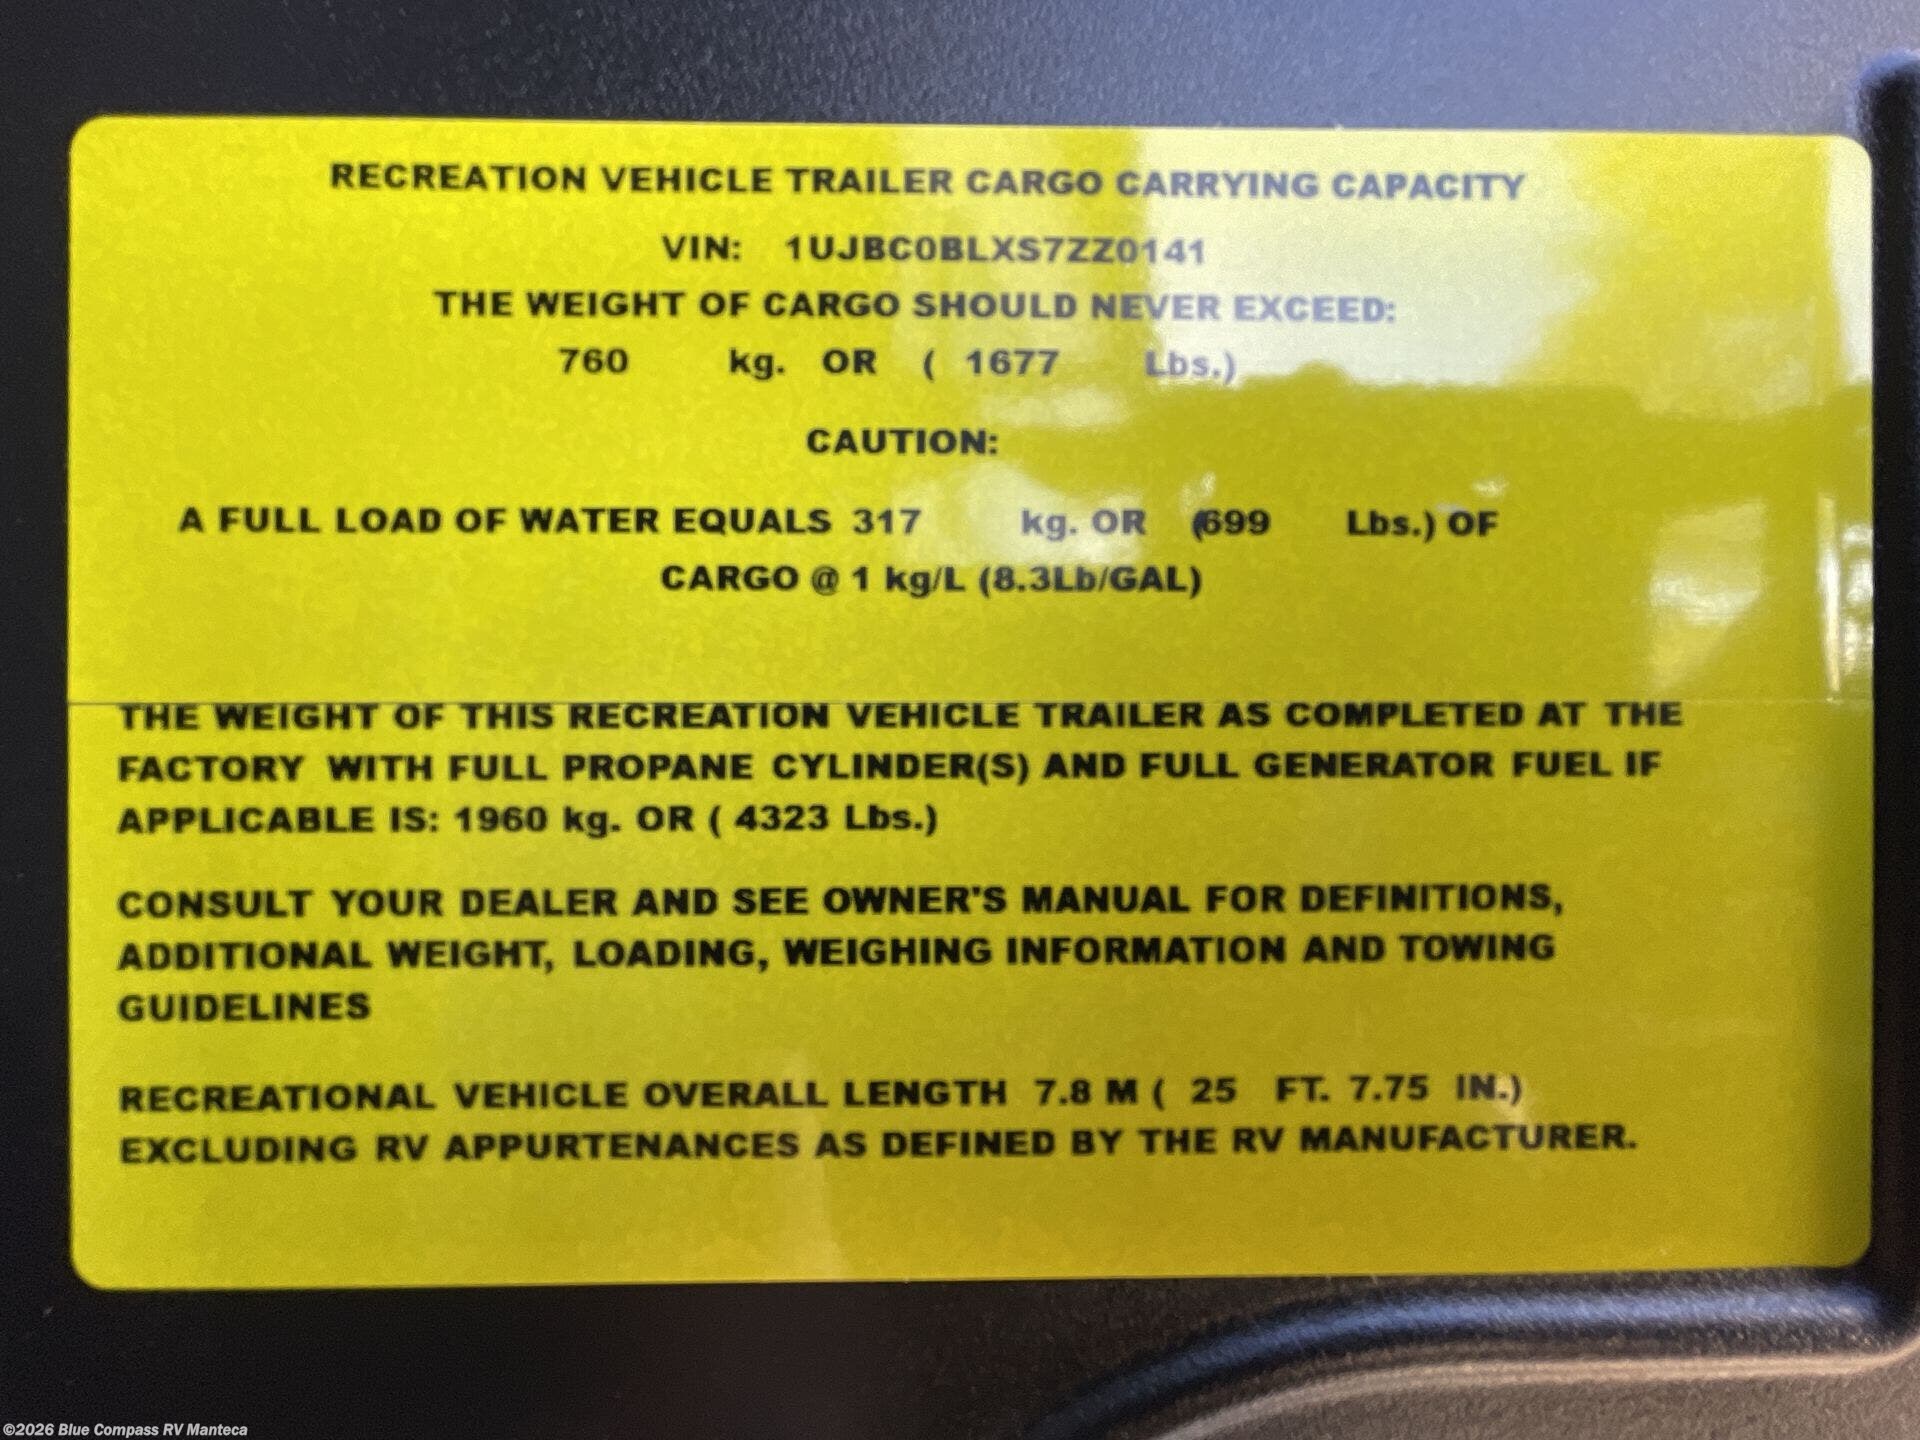 RECREATION VEHICLE TRAILER CARGO CARRYING CAPACITY
VIN: 1UJBC0BLXS7ZZ0141
THE WEIGHT OF CARGO SHOULD NEVER EXCEED:
760 kg. OR ( 1677 Lbs.)
CAUTION:
A FULL LOAD OF WATER EQUALS 317 kg. OR (699 Lbs.) OF
CARGO @ 1 kg/L (8.3Lb/GAL)
THE WEIGHT OF THIS RECREATION VEHICLE TRAILER AS COMPLETED AT THE
FACTORY WITH FULL PROPANE CYLINDER(S) AND FULL GENERATOR FUEL IF
APPLICABLE IS: 1960 kg. OR ( 4323 Lbs.)
CONSULT YOUR DEALER AND SEE OWNER'S MANUAL FOR DEFINITIONS,
ADDITIONAL WEIGHT, LOADING, WEIGHING INFORMATION AND TOWING
GUIDELINES
RECREATIONAL VEHICLE OVERALL LENGTH 7.8 M ( 25 FT. 7.75 IN.)
EXCLUDING RV APPURTENANCES AS DEFINED BY THE RV MANUFACTURER.
©2026 Blue Compass RV Manteca